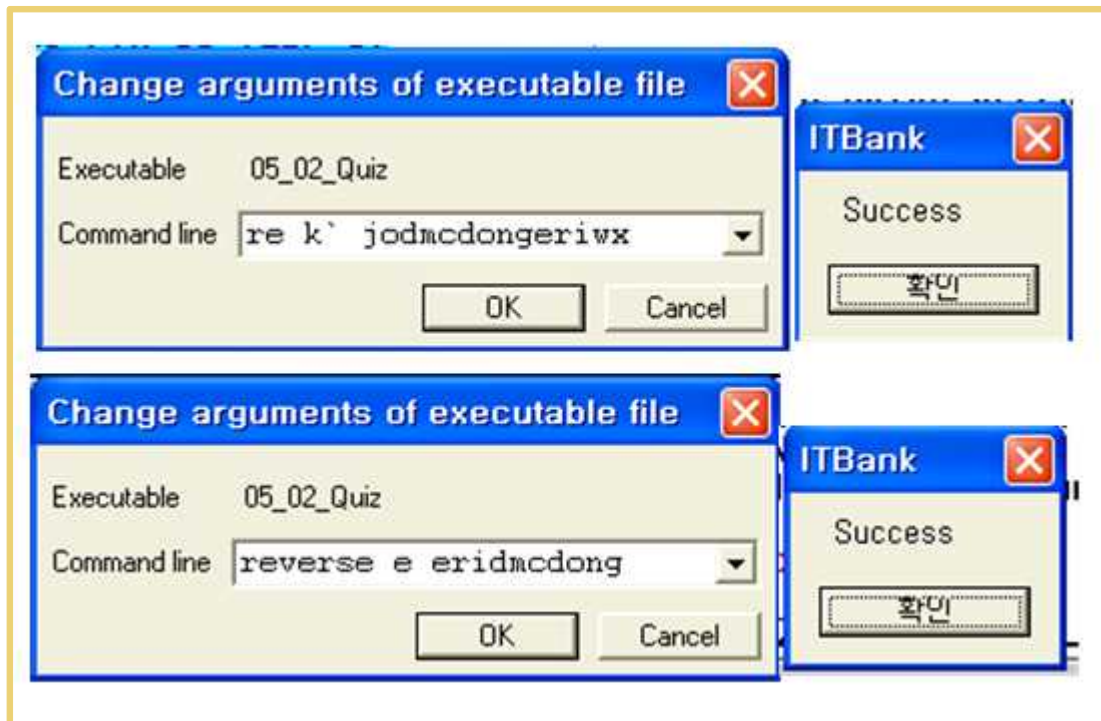 Change arguments of executable file
Executable 05_02_Quiz
Command line re k` jodmcdongeriwx
OK Cancel
ITBank
Success
확인
Change arguments of executable file
Executable 05_02_Quiz
Command line reverse e eridmcdong
OK Cancel
ITBank
Success
확인